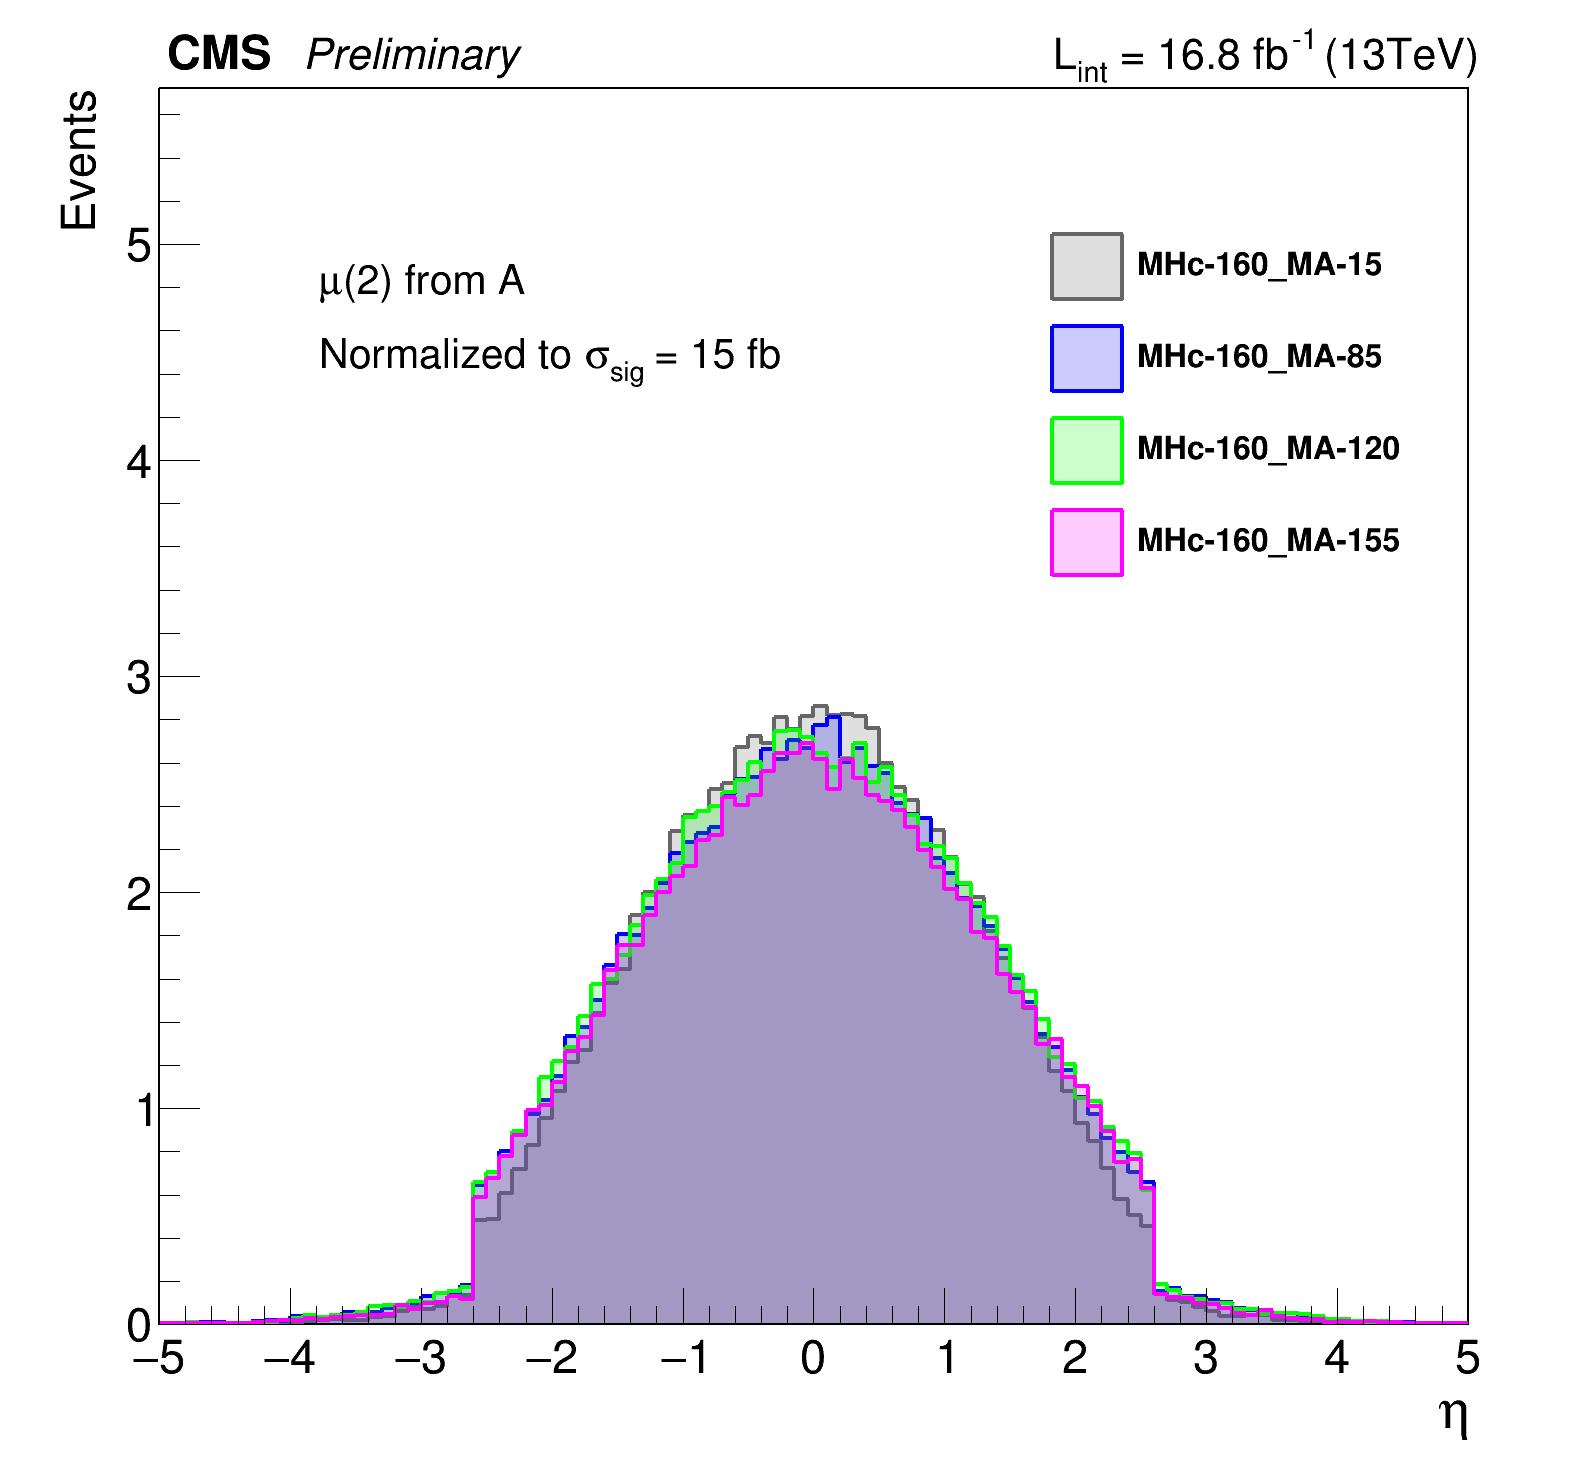 CMS Preliminary L_int = 16.8 fb^-1 (13TeV)
Events
μ(2) from A
Normalized to σ_sig = 15 fb
MHc-160_MA-15
MHc-160_MA-85
MHc-160_MA-120
MHc-160_MA-155
5
4
3
2
1
0
−5 −4 −3 −2 −1 0 1 2 3 4 5
η